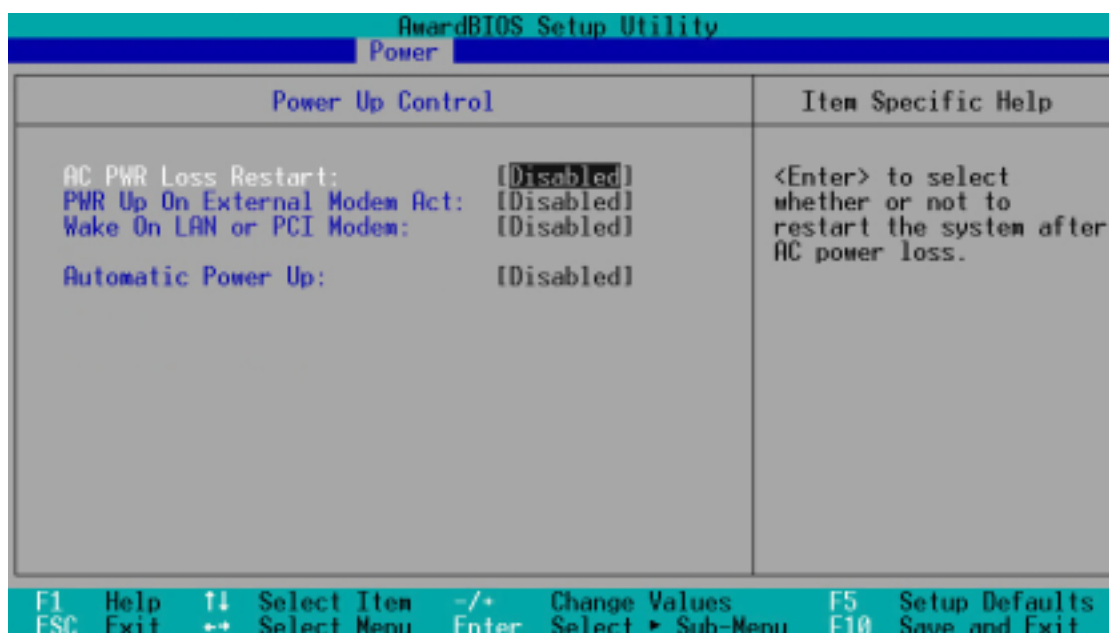 AwardBIOS Setup Utility
Power
Power Up Control
Item Specific Help
AC PWR Loss Restart: [Disabled]
PWR Up On External Modem Act: [Disabled]
Wake On LAN or PCI Modem: [Disabled]
Automatic Power Up: [Disabled]
<Enter> to select
whether or not to
restart the system after
AC power loss.
F1 Help ↑↓ Select Item -/+ Change Values F5 Setup Defaults
ESC Exit ←→ Select Menu Enter Select ► Sub-Menu F10 Save and Exit